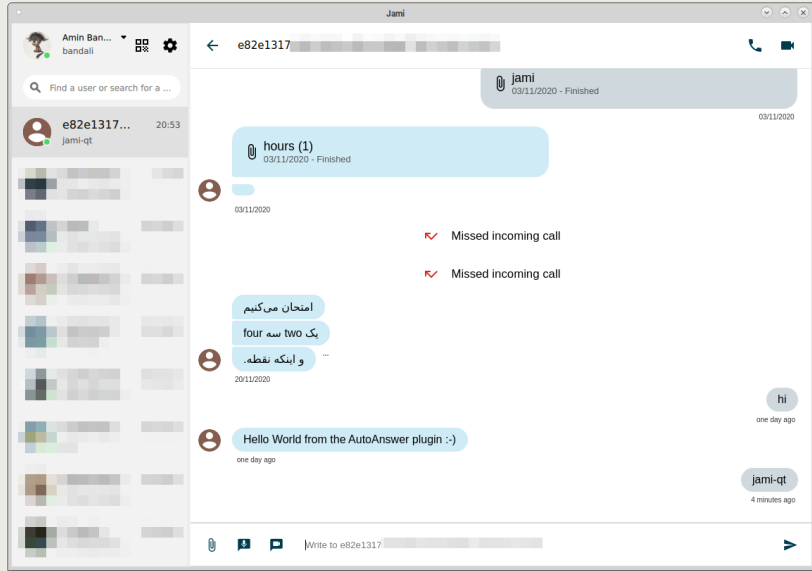 Jami
Amin Ban...
bandali
Find a user or search for a ...
e82e1317...
20:53
jami-qt
e82e1317
jami
03/11/2020 - Finished
03/11/2020
hours (1)
03/11/2020 - Finished
03/11/2020
Missed incoming call
Missed incoming call
امتحان می‌کنیم
یک two سه four
و اینکه نقطه.
...
20/11/2020
hi
one day ago
Hello World from the AutoAnswer plugin :-)
one day ago
jami-qt
4 minutes ago
Write to e82e1317